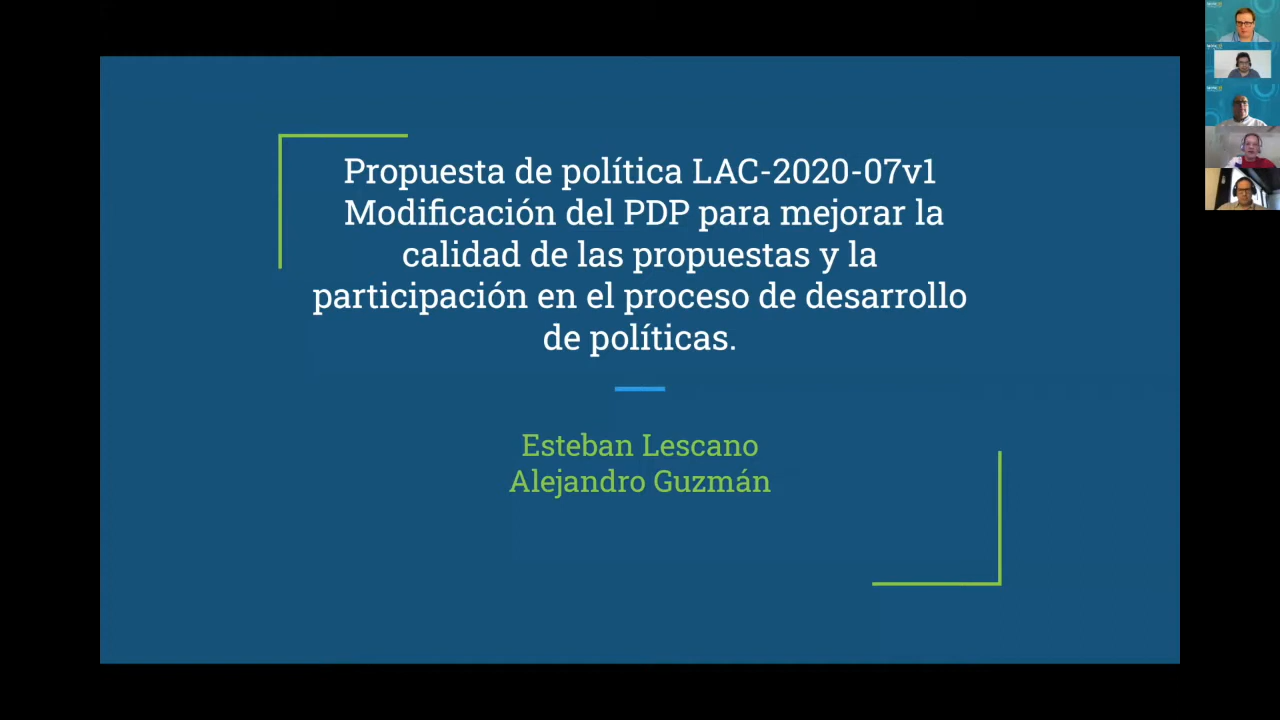 Propuesta de política LAC-2020-07v1
Modificación del PDP para mejorar la
calidad de las propuestas y la
participación en el proceso de desarrollo
de políticas.
Esteban Lescano
Alejandro Guzmán